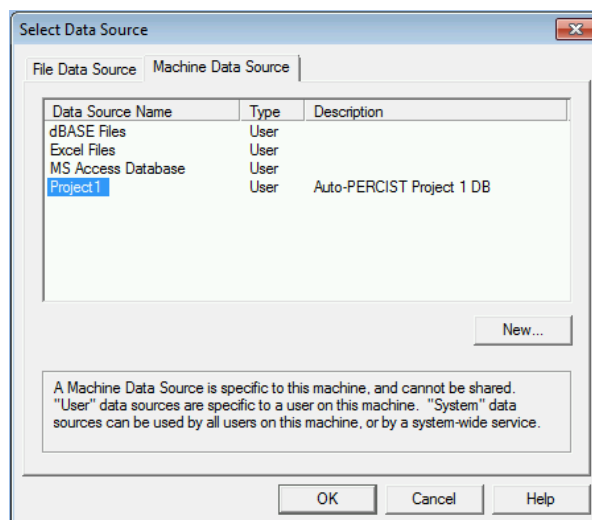 Select Data Source
File Data Source Machine Data Source
Data Source Name Type Description
dBASE Files User
Excel Files User
MS Access Database User
Project1 User Auto-PERCIST Project 1 DB
New...
A Machine Data Source is specific to this machine, and cannot be shared.
"User" data sources are specific to a user on this machine. "System" data
sources can be used by all users on this machine, or by a system-wide service.
OK Cancel Help